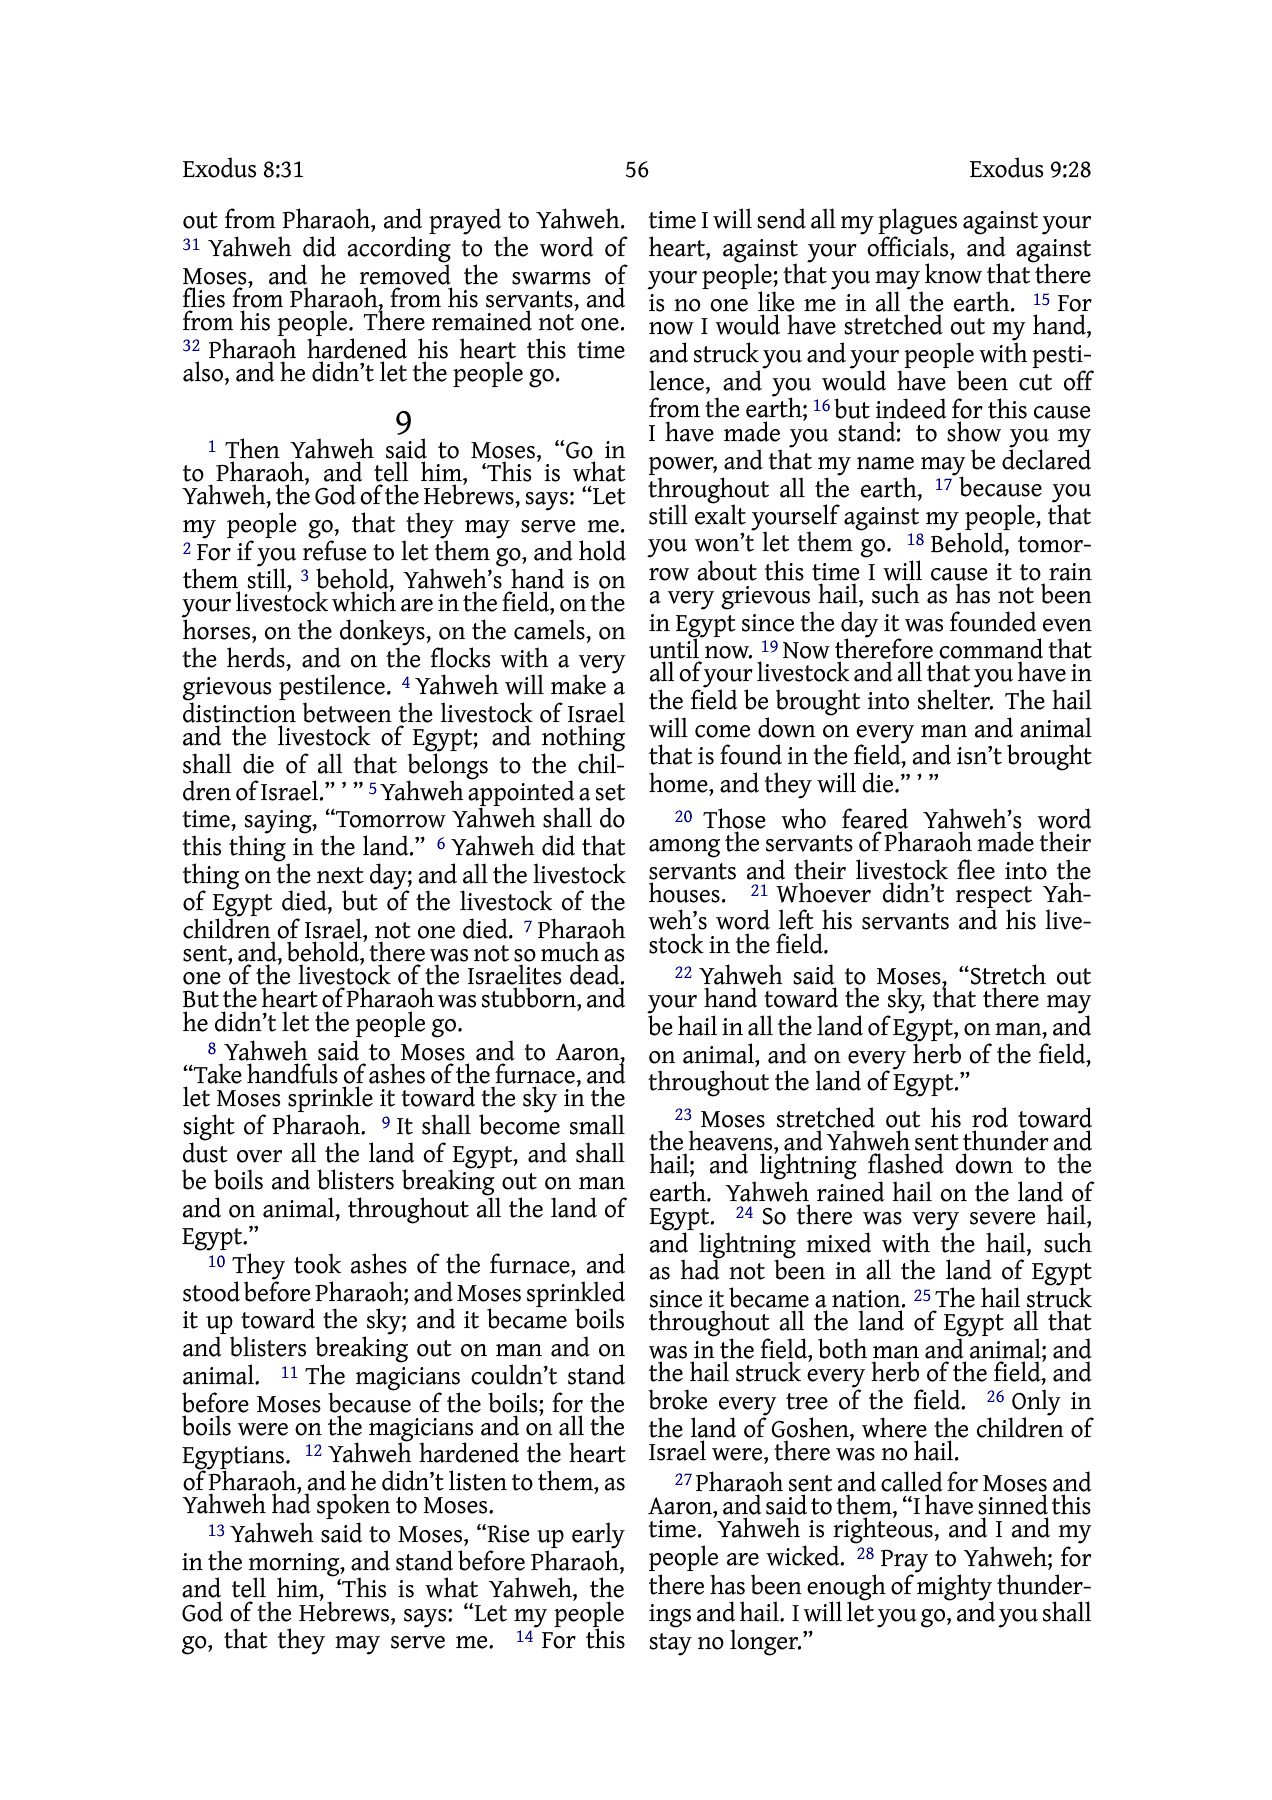 Exodus 8:31 56 Exodus 9:28
out from Pharaoh, and prayed to Yahweh.
31 Yahweh did according to the word of
Moses, and he removed the swarms of
flies from Pharaoh, from his servants, and
from his people. There remained not one.
32 Pharaoh hardened his heart this time
also, and he didn’t let the people go.
9
1 Then Yahweh said to Moses, “Go in
to Pharaoh, and tell him, ‘This is what
Yahweh, the God of the Hebrews, says: “Let
my people go, that they may serve me.
2 For if you refuse to let them go, and hold
them still, 3 behold, Yahweh’s hand is on
your livestock which are in the field, on the
horses, on the donkeys, on the camels, on
the herds, and on the flocks with a very
grievous pestilence. 4 Yahweh will make a
distinction between the livestock of Israel
and the livestock of Egypt; and nothing
shall die of all that belongs to the chil-
dren of Israel.” ’ ” 5 Yahweh appointed a set
time, saying, “Tomorrow Yahweh shall do
this thing in the land.” 6 Yahweh did that
thing on the next day; and all the livestock
of Egypt died, but of the livestock of the
children of Israel, not one died. 7 Pharaoh
sent, and, behold, there was not so much as
one of the livestock of the Israelites dead.
But the heart of Pharaoh was stubborn, and
he didn’t let the people go.
8 Yahweh said to Moses and to Aaron,
“Take handfuls of ashes of the furnace, and
let Moses sprinkle it toward the sky in the
sight of Pharaoh. 9 It shall become small
dust over all the land of Egypt, and shall
be boils and blisters breaking out on man
and on animal, throughout all the land of
Egypt.”
10 They took ashes of the furnace, and
stood before Pharaoh; and Moses sprinkled
it up toward the sky; and it became boils
and blisters breaking out on man and on
animal. 11 The magicians couldn’t stand
before Moses because of the boils; for the
boils were on the magicians and on all the
Egyptians. 12 Yahweh hardened the heart
of Pharaoh, and he didn’t listen to them, as
Yahweh had spoken to Moses.
13 Yahweh said to Moses, “Rise up early
in the morning, and stand before Pharaoh,
and tell him, ‘This is what Yahweh, the
God of the Hebrews, says: “Let my people
go, that they may serve me. 14 For this
time I will send all my plagues against your
heart, against your officials, and against
your people; that you may know that there
is no one like me in all the earth. 15 For
now I would have stretched out my hand,
and struck you and your people with pesti-
lence, and you would have been cut off
from the earth; 16 but indeed for this cause
I have made you stand: to show you my
power, and that my name may be declared
throughout all the earth, 17 because you
still exalt yourself against my people, that
you won’t let them go. 18 Behold, tomor-
row about this time I will cause it to rain
a very grievous hail, such as has not been
in Egypt since the day it was founded even
until now. 19 Now therefore command that
all of your livestock and all that you have in
the field be brought into shelter. The hail
will come down on every man and animal
that is found in the field, and isn’t brought
home, and they will die.” ’ ”
20 Those who feared Yahweh’s word
among the servants of Pharaoh made their
servants and their livestock flee into the
houses. 21 Whoever didn’t respect Yah-
weh’s word left his servants and his live-
stock in the field.
22 Yahweh said to Moses, “Stretch out
your hand toward the sky, that there may
be hail in all the land of Egypt, on man, and
on animal, and on every herb of the field,
throughout the land of Egypt.”
23 Moses stretched out his rod toward
the heavens, and Yahweh sent thunder and
hail; and lightning flashed down to the
earth. Yahweh rained hail on the land of
Egypt. 24 So there was very severe hail,
and lightning mixed with the hail, such
as had not been in all the land of Egypt
since it became a nation. 25 The hail struck
throughout all the land of Egypt all that
was in the field, both man and animal; and
the hail struck every herb of the field, and
broke every tree of the field. 26 Only in
the land of Goshen, where the children of
Israel were, there was no hail.
27 Pharaoh sent and called for Moses and
Aaron, and said to them, “I have sinned this
time. Yahweh is righteous, and I and my
people are wicked. 28 Pray to Yahweh; for
there has been enough of mighty thunder-
ings and hail. I will let you go, and you shall
stay no longer.”